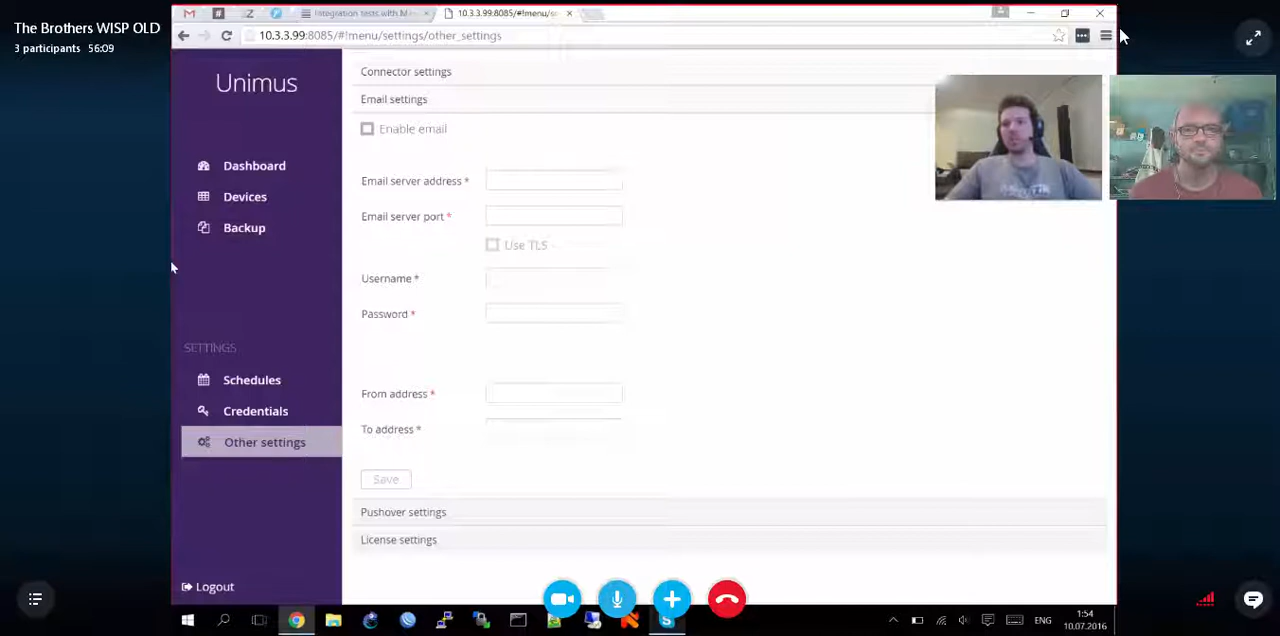 The Brothers WISP OLD
3 participants 56:09
Integration tests with M
10.3.3.99:8085/#!menu/se
10.3.3.99:8085/#!menu/settings/other_settings
Unimus
Dashboard
Devices
Backup
SETTINGS
Schedules
Credentials
Other settings
Logout
Connector settings
Email settings
Enable email
Email server address *
Email server port *
Use TLS
Username *
Password *
From address *
To address *
Save
Pushover settings
License settings
ENG
1:54
10.07.2016